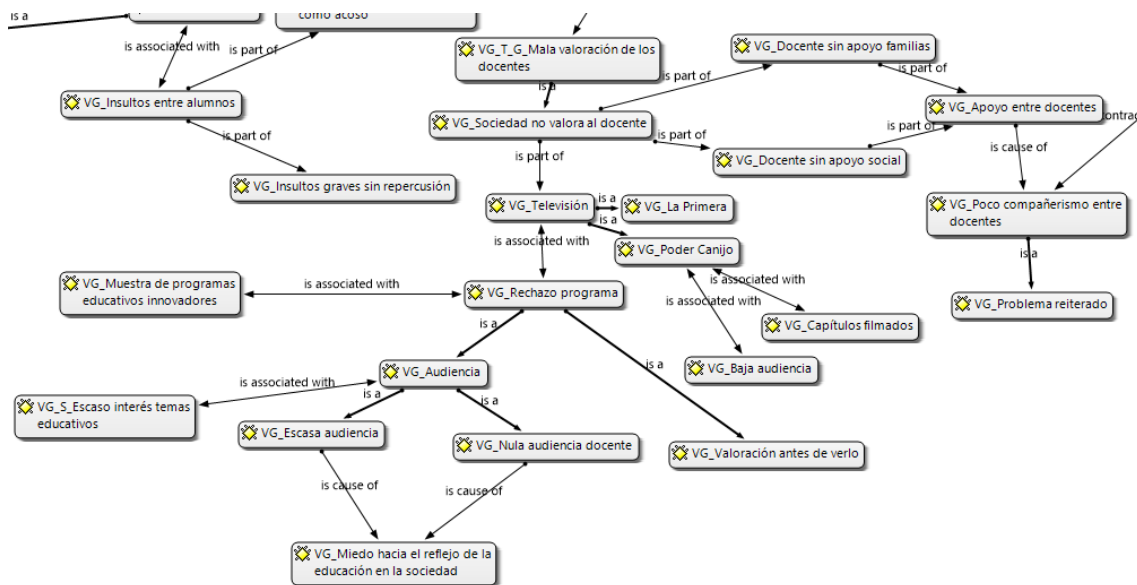 como acoso
is associated with
is part of
VG_T_G_Mala valoración de los
docentes
VG_Docente sin apoyo familias
is part of
is a
is part of
VG_Insultos entre alumnos
VG_Sociedad no valora al docente
VG_Apoyo entre docentes
is part of
is part of
is part of
is part of
is cause of
VG_Docente sin apoyo social
VG_Insultos graves sin repercusión
VG_Televisión
is a
VG_La Primera
is a
VG_Poco compañerismo entre
docentes
is associated with
VG_Poder Canijo
is a
VG_Muestra de programas
educativos innovadores
is associated with
VG_Rechazo programa
is associated with
is associated with
VG_Problema reiterado
VG_Capítulos filmados
is a
is a
VG_Audiencia
VG_Baja audiencia
is associated with
is a
is a
VG_S_Escaso interés temas
educativos
VG_Escasa audiencia
VG_Nula audiencia docente
VG_Valoración antes de verlo
is cause of
is cause of
VG_Miedo hacia el reflejo de la
educación en la sociedad